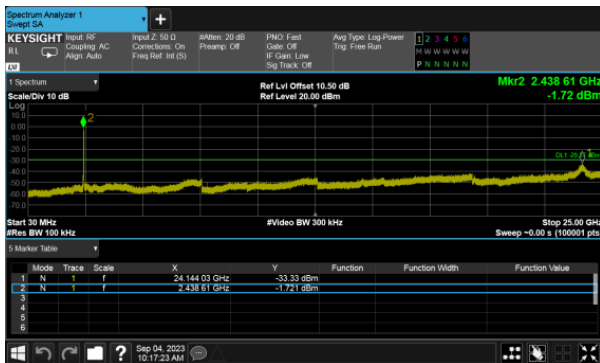 Spectrum Analyzer 1
Swept SA
KEYSIGHT Input: RF Input Z: 50 Ω #Atten: 20 dB PNO: Fast Avg Type: Log-Power 1 2 3 4 5 6
RL Coupling: AC Corrections: On Preamp: Off Gate: Off Trig: Free Run M W W W W W
Align: Auto Freq Ref: Int (S) IF Gain: Low P N N N N N
Sig Track: Off
LXI
1 Spectrum Ref Lvl Offset 10.50 dB Mkr2 2.438 61 GHz
Scale/Div 10 dB Ref Level 20.00 dBm -1.72 dBm
Log
10.0
2
0.00
-10.0
-20.0
-30.0
1
-40.0
-50.0
-60.0
-70.0
Start 30 MHz #Video BW 300 kHz Stop 25.00 GHz
#Res BW 100 kHz Sweep ~0.00 s (100001 pts)
5 Marker Table
Mode Trace Scale X Y Function Function Width Function Value
1 N 1 f 24.144 03 GHz -33.33 dBm
2 N 1 f 2.438 61 GHz -1.721 dBm
3
4
5
6
? Sep 04, 2023
10:17:23 AM